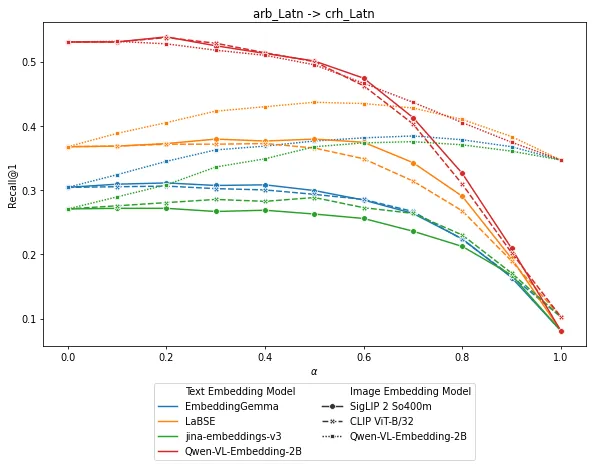 arb_Latn -> crh_Latn
Recall@1
0.5
0.4
0.3
0.2
0.1
0.0 0.2 0.4 0.6 0.8 1.0
α
Text Embedding Model
EmbeddingGemma
LaBSE
jina-embeddings-v3
Qwen-VL-Embedding-2B
Image Embedding Model
SigLIP 2 So400m
CLIP ViT-B/32
Qwen-VL-Embedding-2B